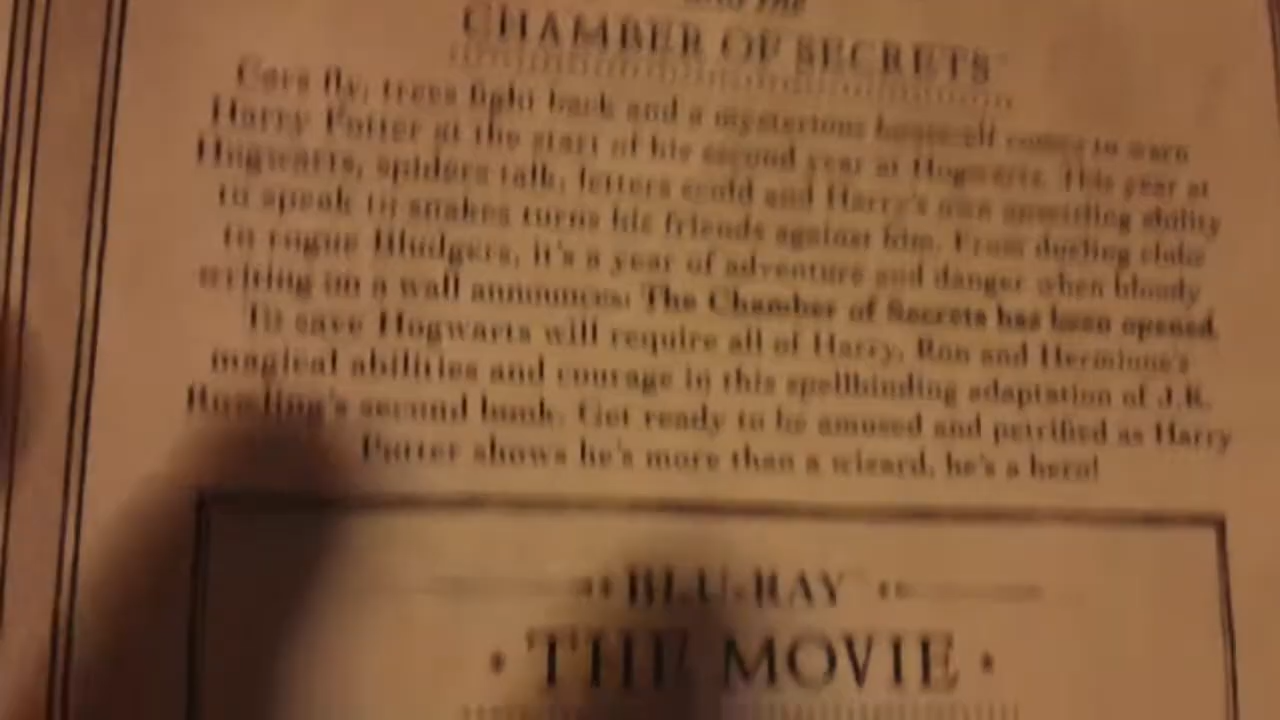 and the
CHAMBER OF SECRETS
Cars fly, trees fight back and a mysterious house-elf comes to warn
Harry Potter at the start of his second year at Hogwarts. This year at
Hogwarts, spiders talk, letters scold and Harry's own unsettling ability
to speak to snakes turns his friends against him. From dueling clubs
to rogue Bludgers, it's a year of adventure and danger when bloody
writing on a wall announces: The Chamber of Secrets has been opened.
To save Hogwarts will require all of Harry, Ron and Hermione's
magical abilities and courage in this spellbinding adaptation of J.K.
Rowling's second book. Get ready to be amused and petrified as Harry
Potter shows he's more than a wizard, he's a hero!
BLU-RAY
• THE MOVIE •